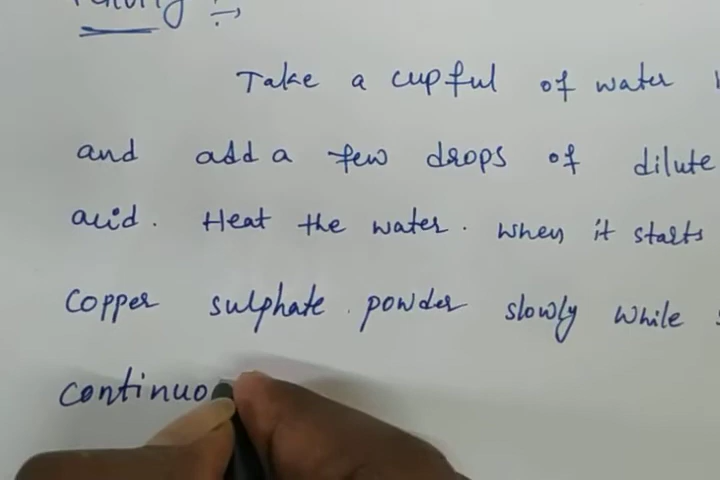 Take a cupful of water
and add a few drops of dilute
acid. Heat the water. When it starts
Copper sulphate powder slowly while
continuo